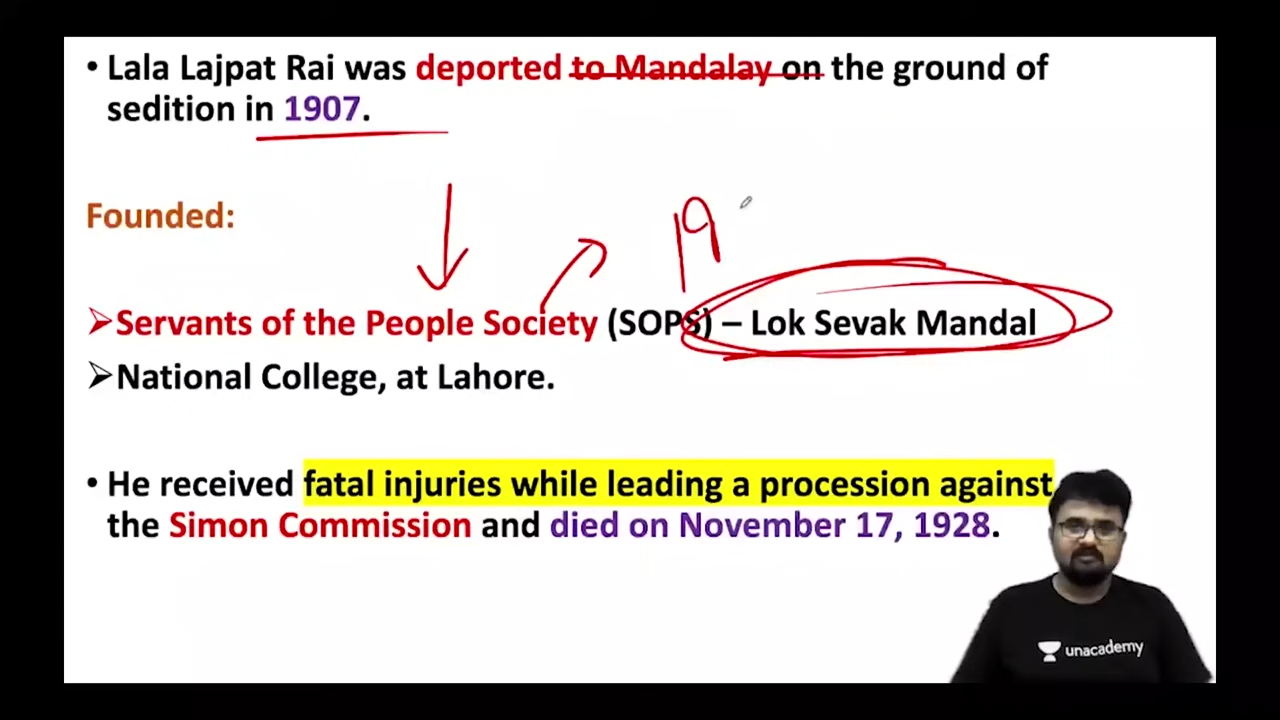 • Lala Lajpat Rai was deported to Mandalay on the ground of
sedition in 1907.
Founded:
19
➢Servants of the People Society (SOPS) – Lok Sevak Mandal
➢National College, at Lahore.
• He received fatal injuries while leading a procession against
the Simon Commission and died on November 17, 1928.
unacademy